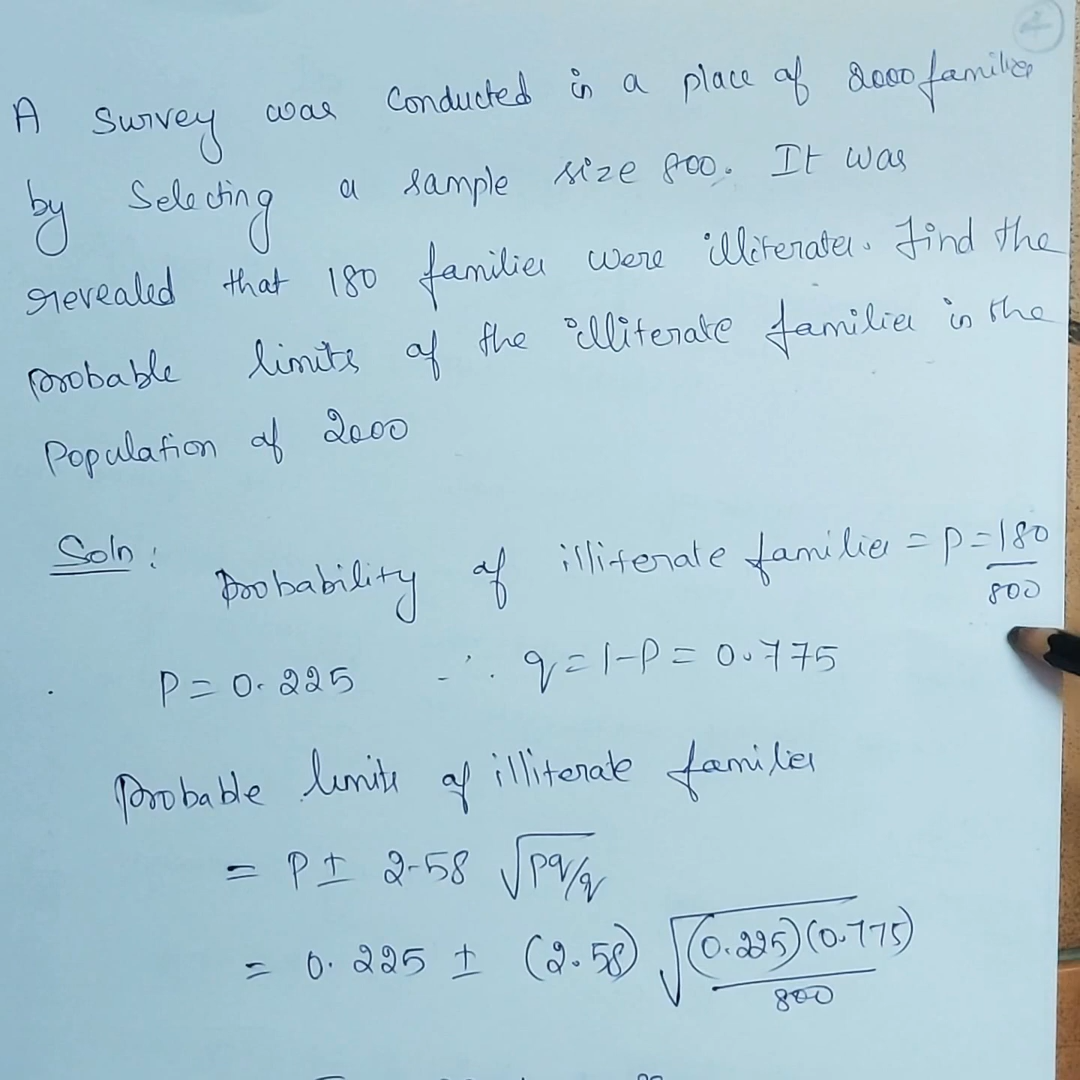 A survey was conducted in a place of 2000 families
by selecting a sample size 800. It was
revealed that 180 families were illiterates. Find the
probable limits of the illiterate families in the
Population of 2000
Soln:
Probability of illiterate families = P = 180/800
P = 0.225 ∴ q = 1-P = 0.775
Probable limits of illiterate families
= P ± 2.58 √pq/
= 0.225 ± (2.58) √(0.225)(0.775)/800